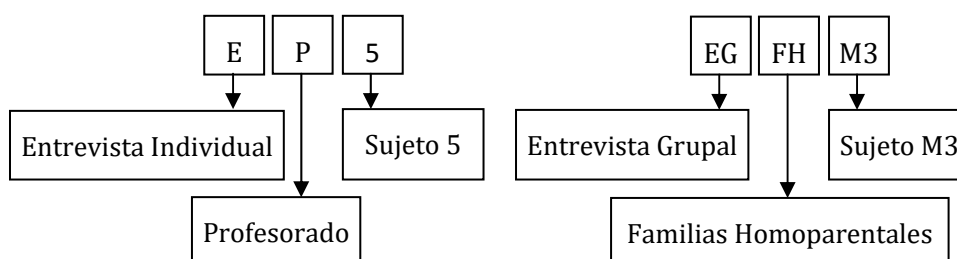 E P 5 EG FH M3
Entrevista Individual Sujeto 5 Entrevista Grupal Sujeto M3
Profesorado Familias Homoparentales